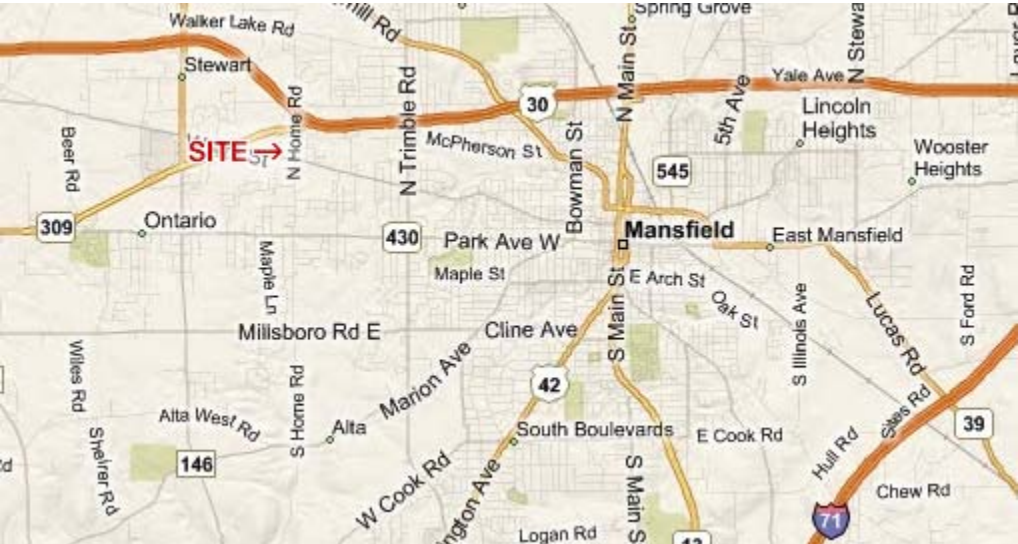 Walker Lake Rd
Spring Grove
N Main St
Stewart
N Home Rd
N Trimble Rd
30
Yale Ave
5th Ave
Lincoln
Heights
Beer Rd
SITE→
McPherson St
Bowman St
545
Wooster
Heights
309
Ontario
430
Park Ave W
Mansfield
East Mansfield
Maple Ln
Maple St
E Arch St
Oak St
S Main St
S Illinois Ave
Lucas Rd
S Ford Rd
Millsboro Rd E
Cline Ave
Wiles Rd
Marion Ave
42
Alta West Rd
S Home Rd
Alta
South Boulevards
E Cook Rd
Hull Rd
Sites Rd
39
146
W Cook Rd
Chew Rd
Logan Rd
71
13